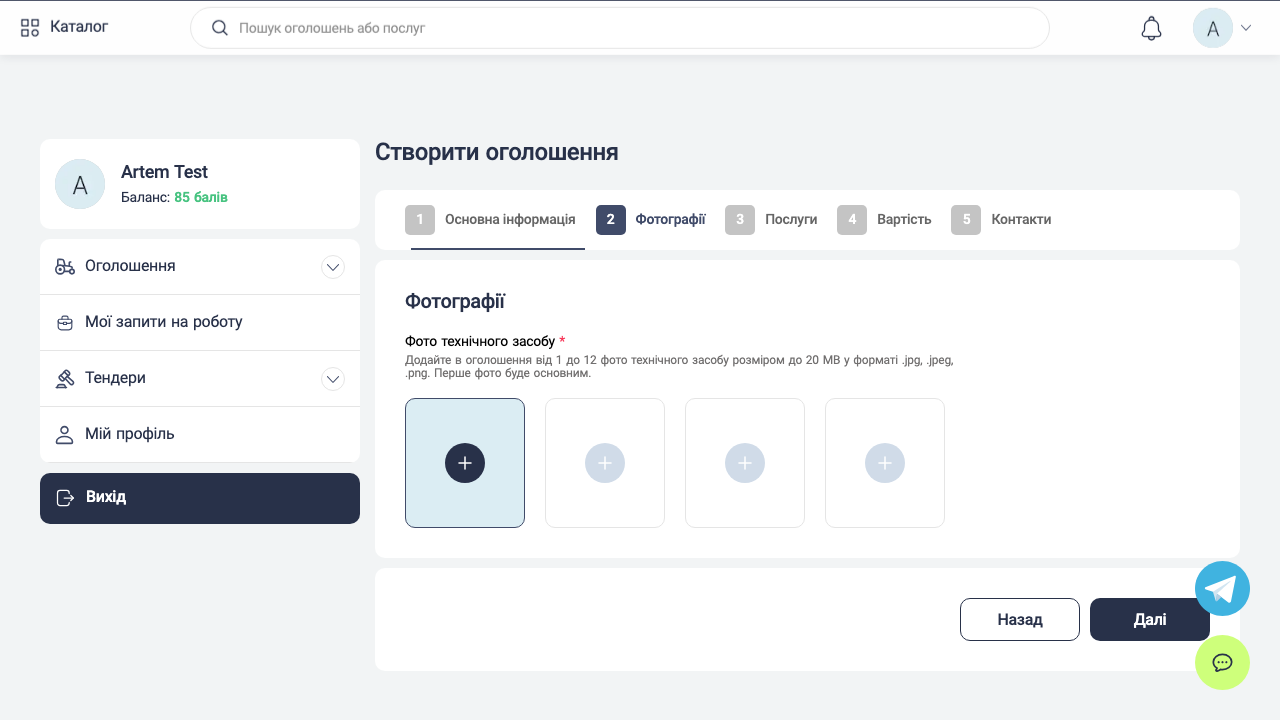 Каталог
Пошук оголошень або послуг
A
Створити оголошення
A
Artem Test
Баланс: 85 балів
1 Основна інформація 2 Фотографії 3 Послуги 4 Вартість 5 Контакти
Оголошення
Мої запити на роботу
Тендери
Мій профіль
Вихід
Фотографії
Фото технічного засобу *
Додайте в оголошення від 1 до 12 фото технічного засобу розміром до 20 МВ у форматі .jpg, .jpeg,
.png. Перше фото буде основним.
Назад
Далі